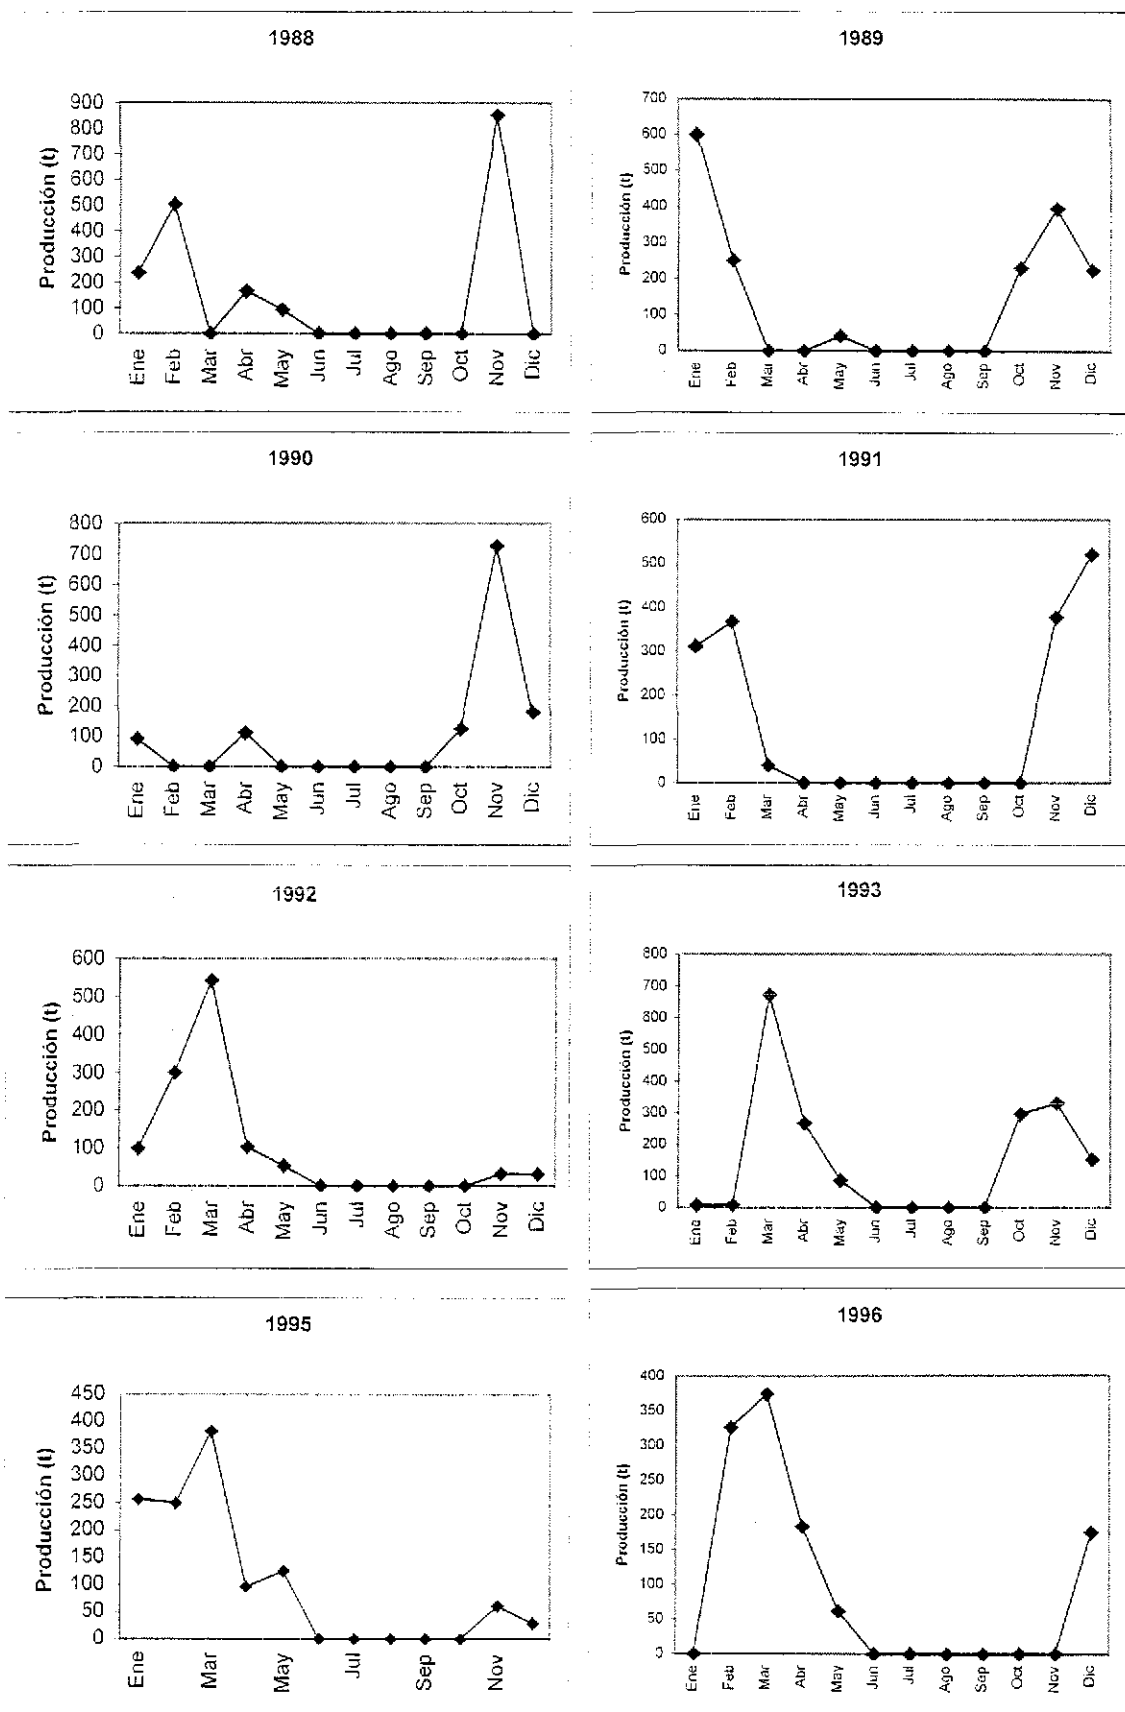 1988
Producción (t)
900
800
700
600
500
400
300
200
100
0
Ene
Feb
Mar
Abr
May
Jun
Jul
Ago
Sep
Oct
Nov
Dic
1989
Producción (t)
700
600
500
400
300
200
100
0
Ene
Feb
Mar
Abr
May
Jun
Jul
Ago
Sep
Oct
Nov
Dic
1990
Producción (t)
800
700
600
500
400
300
200
100
0
Ene
Feb
Mar
Abr
May
Jun
Jul
Ago
Sep
Oct
Nov
Dic
1991
Producción (t)
600
500
400
300
200
100
0
Ene
Feb
Mar
Abr
May
Jun
Jul
Ago
Sep
Oct
Nov
Dic
1992
Producción (t)
600
500
400
300
200
100
0
Ene
Feb
Mar
Abr
May
Jun
Jul
Ago
Sep
Oct
Nov
Dic
1993
Producción (t)
800
700
600
500
400
300
200
100
0
Ene
Feb
Mar
Abr
May
Jun
Jul
Ago
Sep
Oct
Nov
Dic
1995
Producción (t)
450
400
350
300
250
200
150
100
50
0
Ene
Mar
May
Jul
Sep
Nov
1996
Producción (t)
400
350
300
250
200
150
100
50
0
Ene
Feb
Mar
Abr
May
Jun
Jul
Ago
Sep
Oct
Nov
Dic